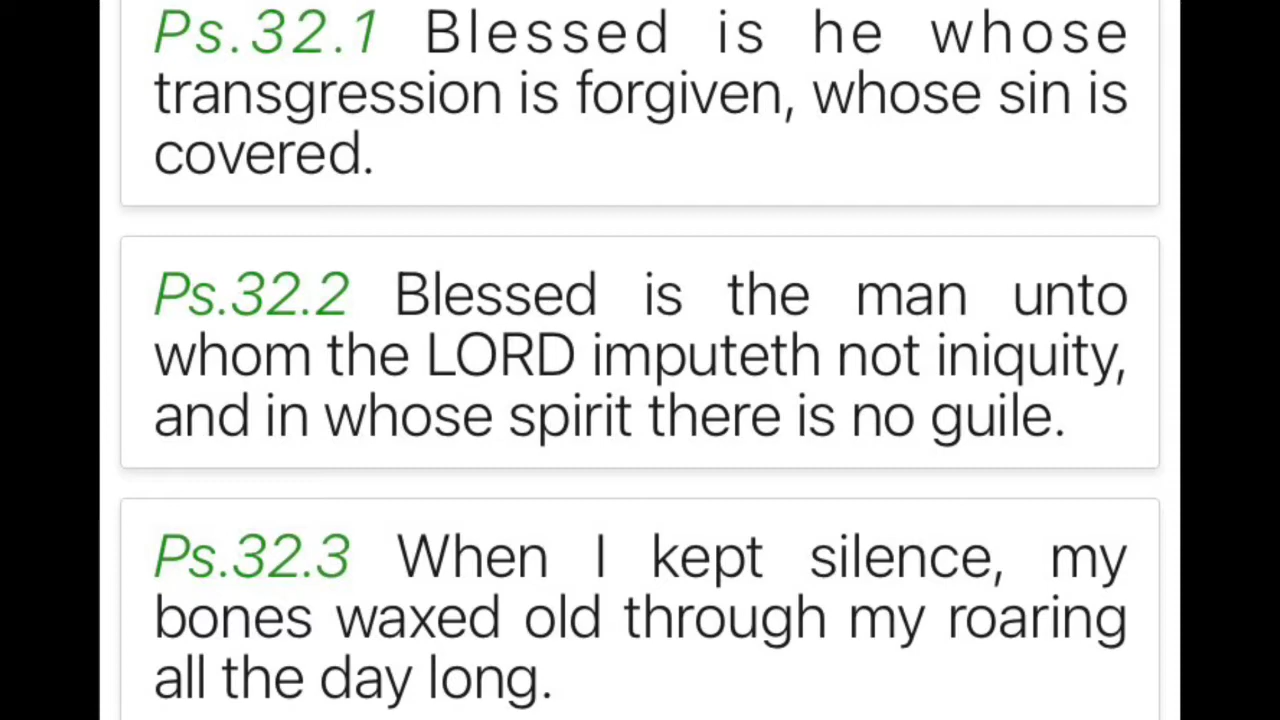 Ps.32.1 Blessed is he whose
transgression is forgiven, whose sin is
covered.
Ps.32.2 Blessed is the man unto
whom the LORD imputeth not iniquity,
and in whose spirit there is no guile.
Ps.32.3 When I kept silence, my
bones waxed old through my roaring
all the day long.